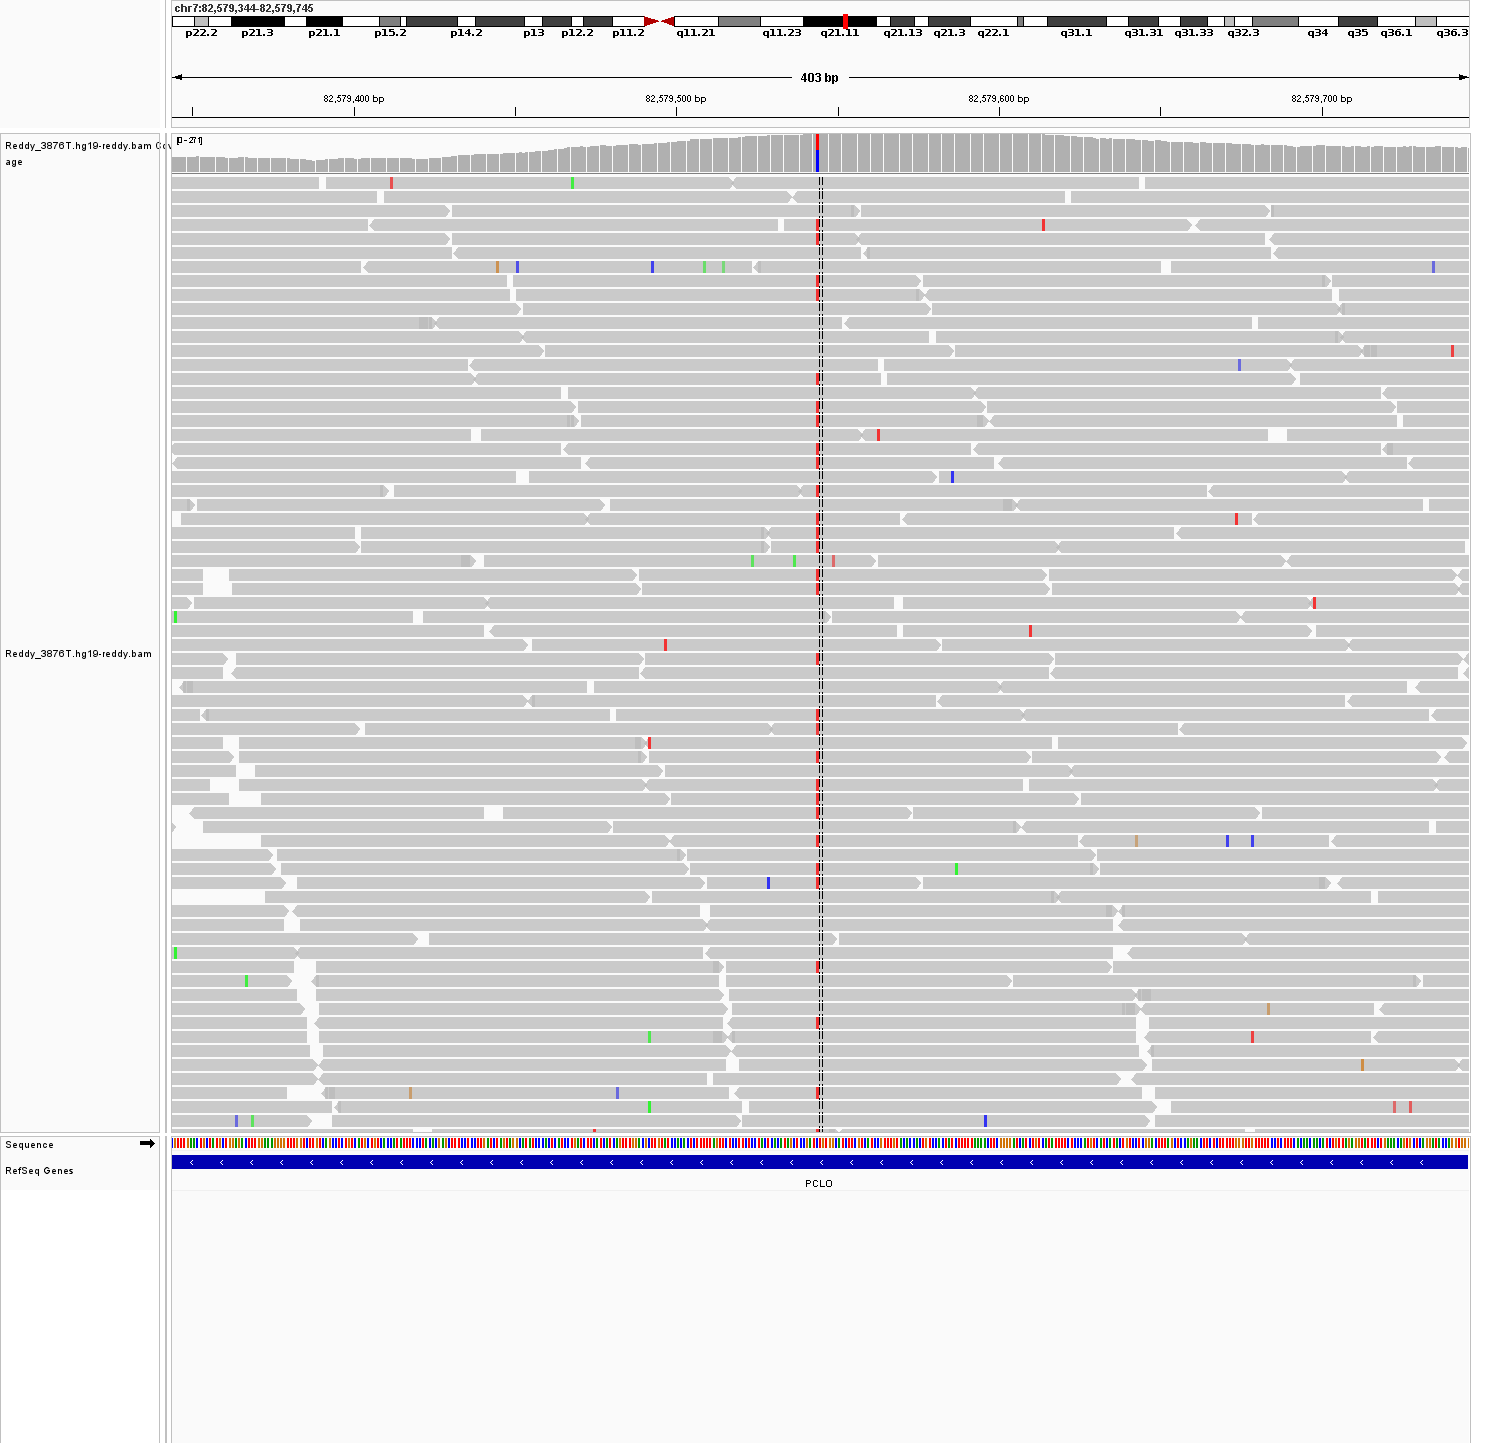 chr7:82,579,344-82,579,745
p22.2 p21.3 p21.1 p15.2 p14.2 p13 p12.2 p11.2 q11.21 q11.23 q21.11 q21.13 q21.3 q22.1 q31.1 q31.31 q31.33 q32.3 q34 q35 q36.1 q36.3
403 bp
82,579,400 bp 82,579,500 bp 82,579,600 bp 82,579,700 bp
[0 - 271]
Reddy_3876T.hg19-reddy.bam Cov
age
Reddy_3876T.hg19-reddy.bam
Sequence
RefSeq Genes
PCLO